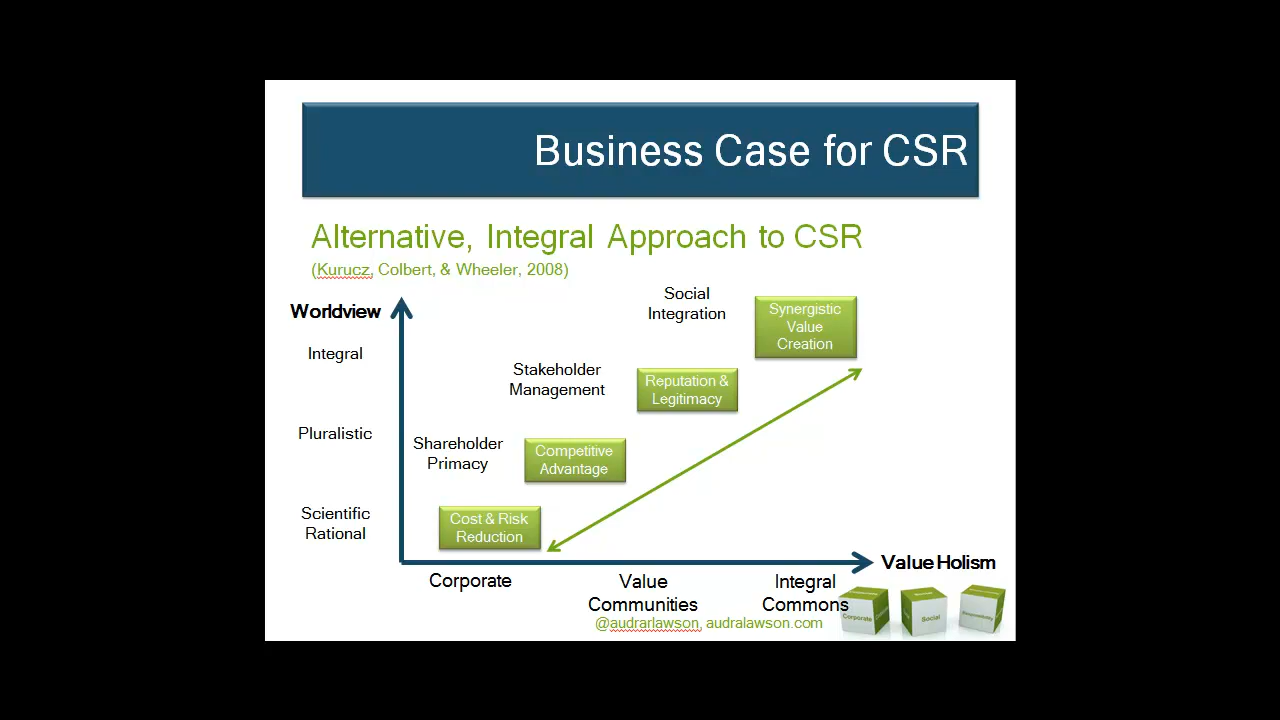 Business Case for CSR
Alternative, Integral Approach to CSR
(Kurucz, Colbert, & Wheeler, 2008)
Worldview
Integral
Pluralistic
Scientific
Rational
Social
Integration
Synergistic
Value
Creation
Stakeholder
Management
Reputation &
Legitimacy
Shareholder
Primacy
Competitive
Advantage
Cost & Risk
Reduction
Value Holism
Corporate
Value
Communities
Integral
Commons
@audrarlawson, audralawson.com
Corporate
Social
Responsibility